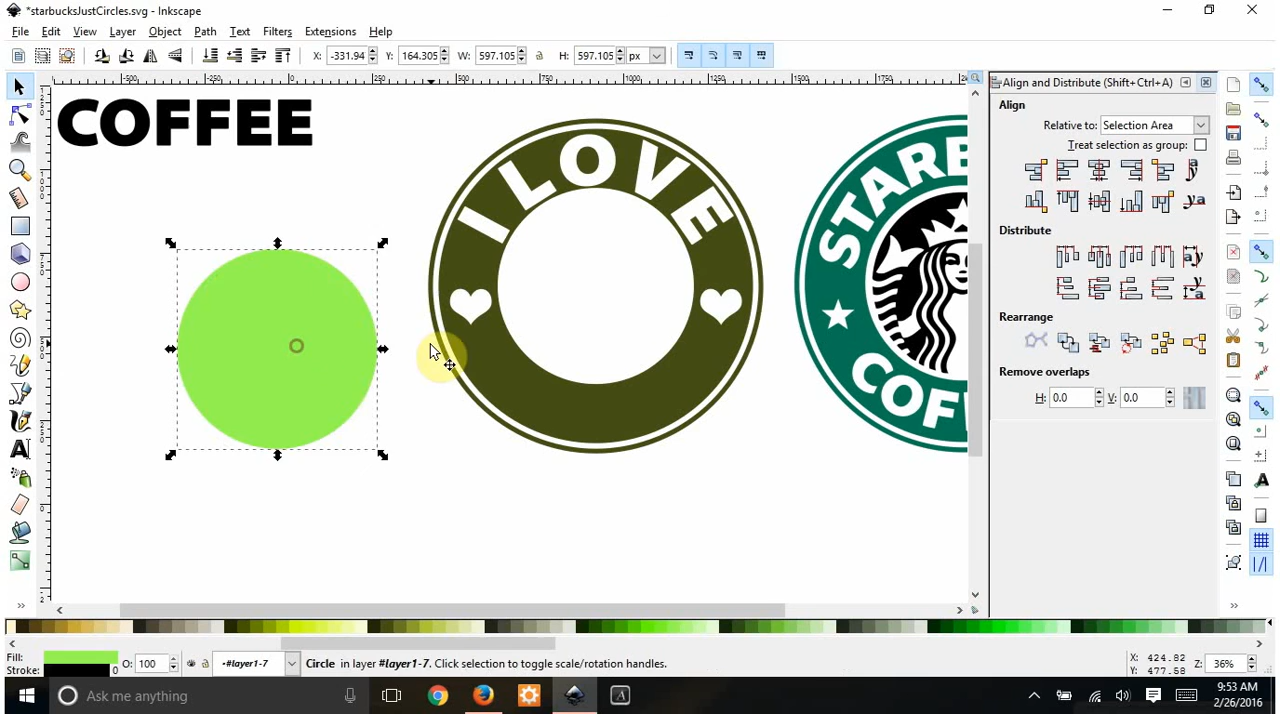 *starbucksJustCircles.svg - Inkscape
File Edit View Layer Object Path Text Filters Extensions Help
X: -331.94 Y: 164.305 W: 597.105 H: 597.105 px
Align and Distribute (Shift+Ctrl+A)
Align
Relative to: Selection Area
Treat selection as group:
Distribute
Rearrange
Remove overlaps
H: 0.0 V: 0.0
COFFEE
I LOVE
STARB
COFF
Fill:
Stroke: 0
O: 100
•#layer1-7
Circle in layer #layer1-7. Click selection to toggle scale/rotation handles.
X: 424.82
Y: 477.58
Z: 36%
Ask me anything
9:53 AM
2/26/2016